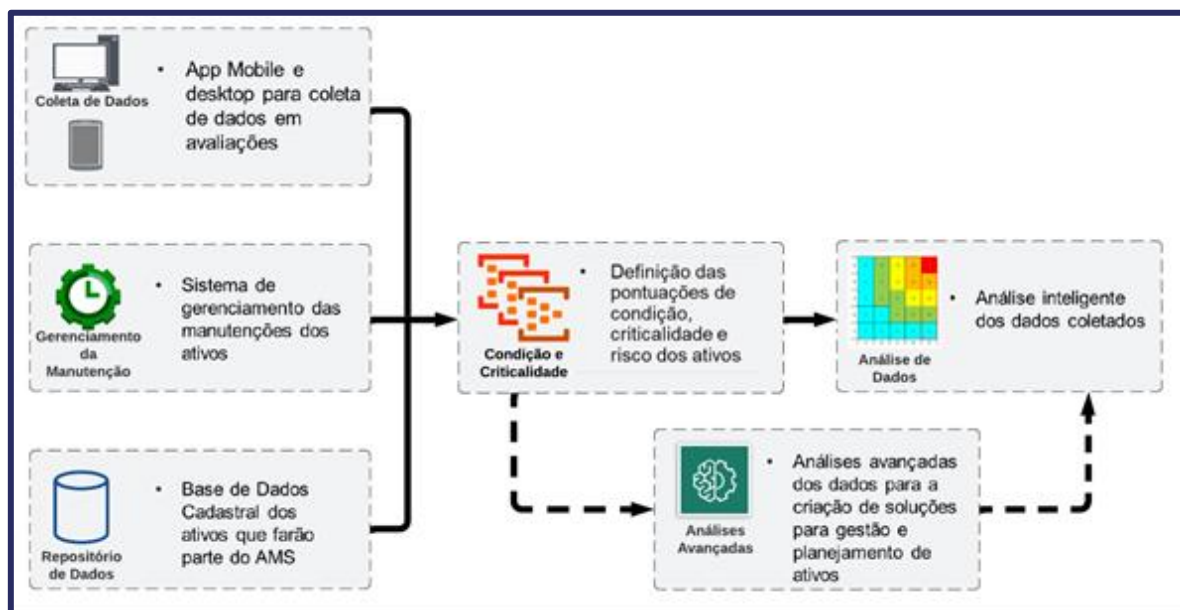 Coleta de Dados
• App Mobile e
desktop para coleta
de dados em
avaliações
Gerenciamento
da
Manutenção
• Sistema de
gerenciamento das
manutenções dos
ativos
Repositório
de Dados
• Base de Dados
Cadastral dos
ativos que farão
parte do AMS
Condição e
Criticalidade
• Definição das
pontuações de
condição,
criticalidade e
risco dos ativos
Análise de
Dados
• Análise inteligente
dos dados coletados
Análises
Avançadas
• Análises avançadas
dos dados para a
criação de soluções
para gestão e
planejamento de
ativos